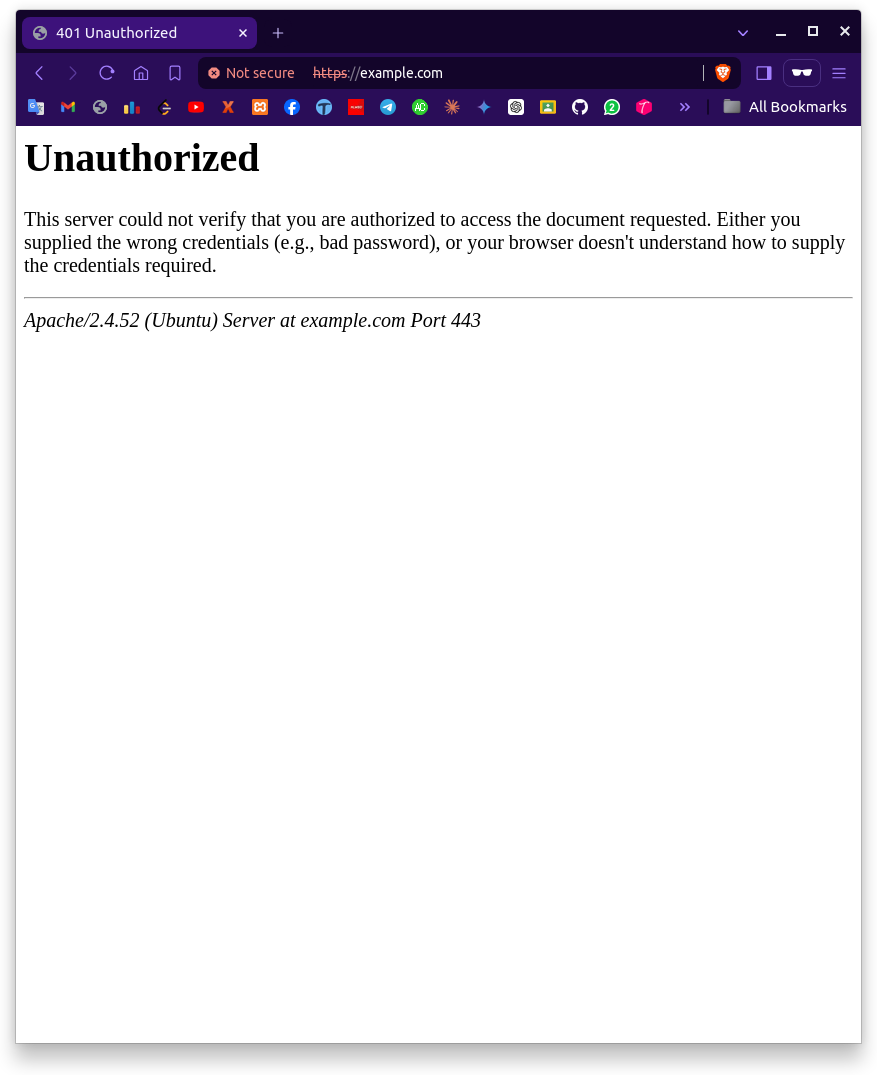 401 Unauthorized
Not secure https://example.com
All Bookmarks
Unauthorized
This server could not verify that you are authorized to access the document requested. Either you
supplied the wrong credentials (e.g., bad password), or your browser doesn't understand how to supply
the credentials required.
Apache/2.4.52 (Ubuntu) Server at example.com Port 443